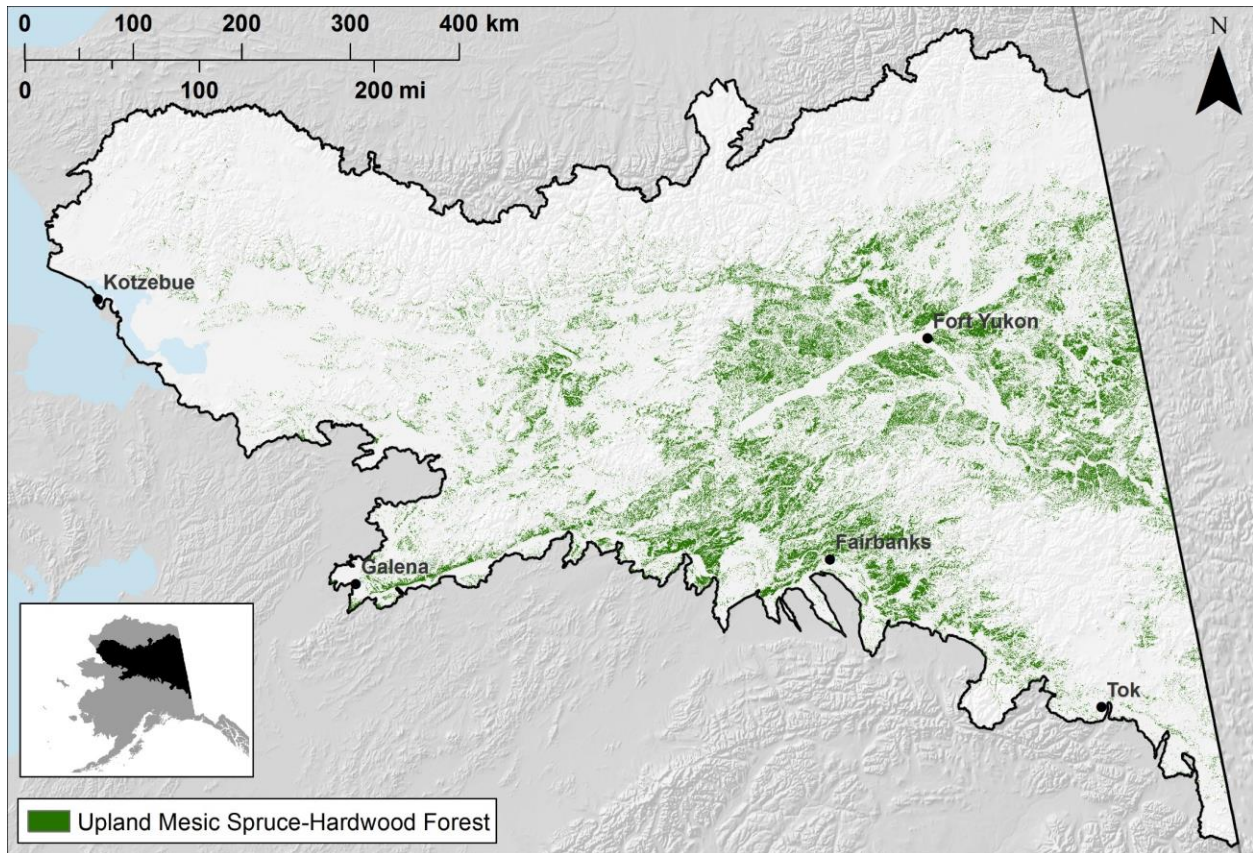 0 100 200 300 400 km
0 100 200 mi
N
Kotzebue
Fort Yukon
Fairbanks
Galena
Tok
Upland Mesic Spruce-Hardwood Forest